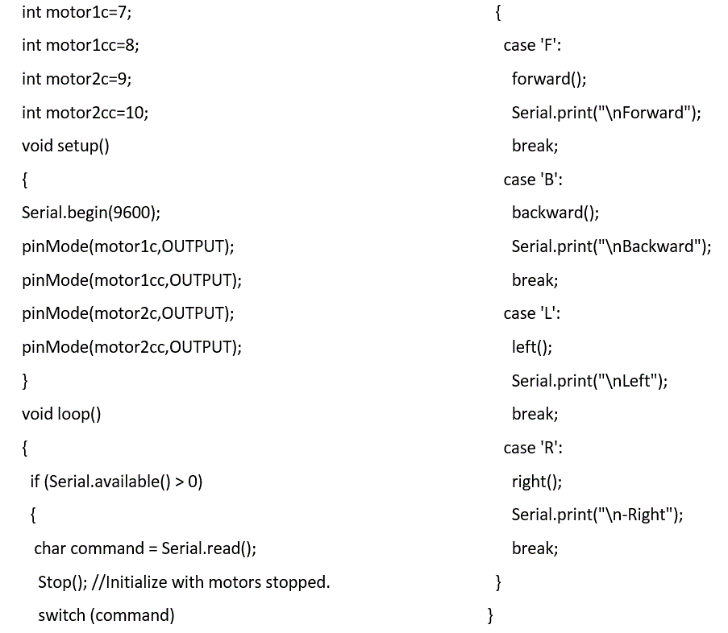 int motor1c=7;
int motor1cc=8;
int motor2c=9;
int motor2cc=10;
void setup()
{
Serial.begin(9600);
pinMode(motor1c,OUTPUT);
pinMode(motor1cc,OUTPUT);
pinMode(motor2c,OUTPUT);
pinMode(motor2cc,OUTPUT);
}
void loop()
{
if (Serial.available() > 0)
{
char command = Serial.read();
Stop(); //Initialize with motors stopped.
switch (command)
{
case 'F':
forward();
Serial.print("\nForward");
break;
case 'B':
backward();
Serial.print("\nBackward");
break;
case 'L':
left();
Serial.print("\nLeft");
break;
case 'R':
right();
Serial.print("\n-Right");
break;
}
}